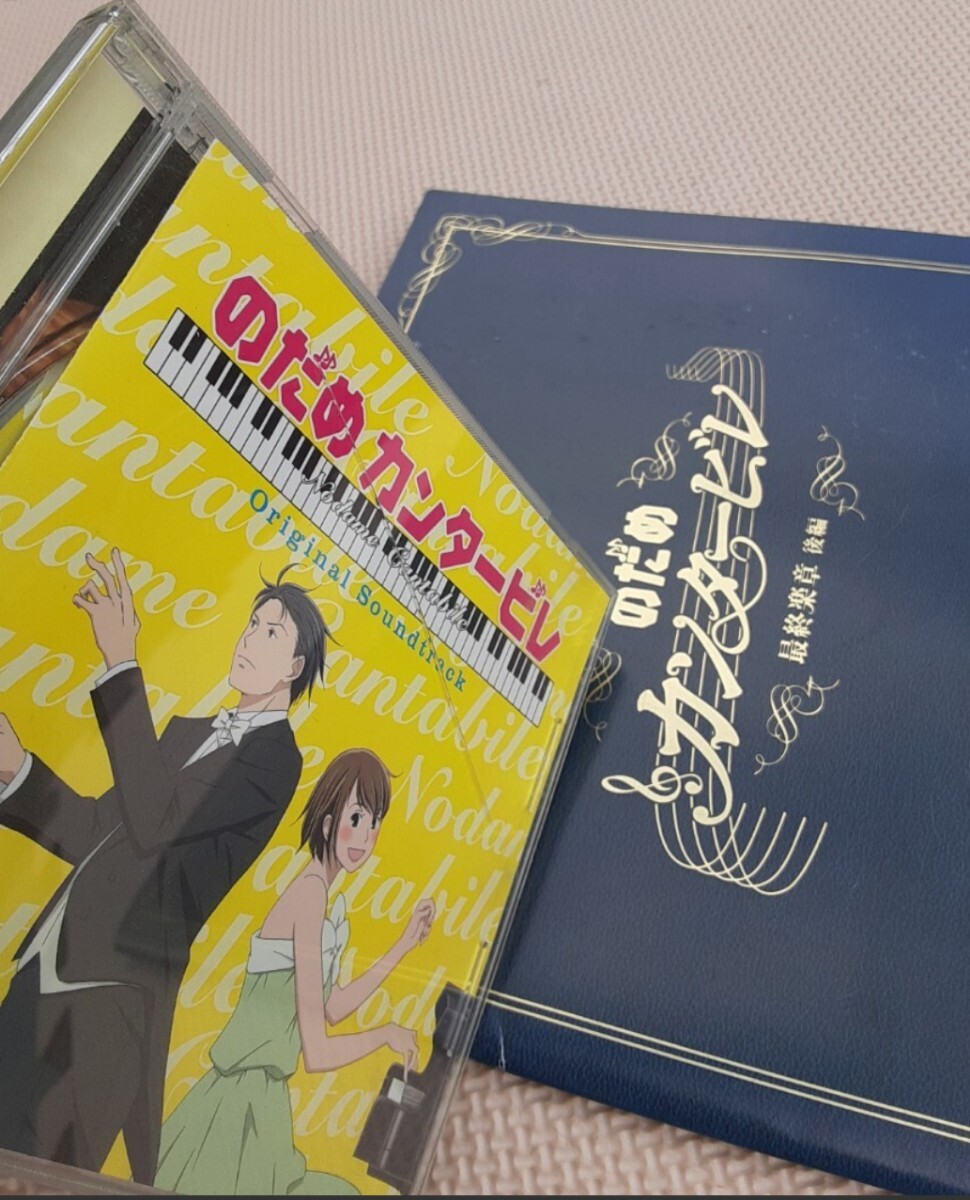 のだめカンタービレ
Nodame Cantabile
Original Soundtrack
のだめ
カンタービレ
最終楽章 後編